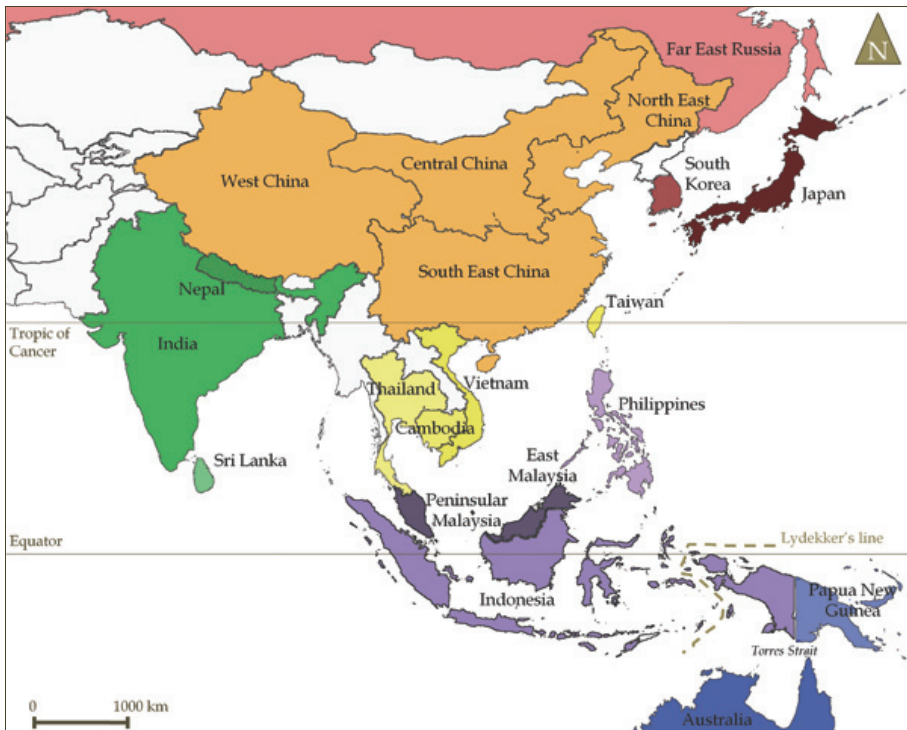 Far East Russia
N
North East
China
Central China
South
Korea
West China
Japan
South East China
Nepal
Taiwan
Tropic of
Cancer
India
Thailand
Vietnam
Philippines
Cambodia
East
Malaysia
Sri Lanka
Peninsular
Malaysia
Equator
Lydekker's line
Papua New
Guinea
Indonesia
Torres Strait
0 1000 km
Australia